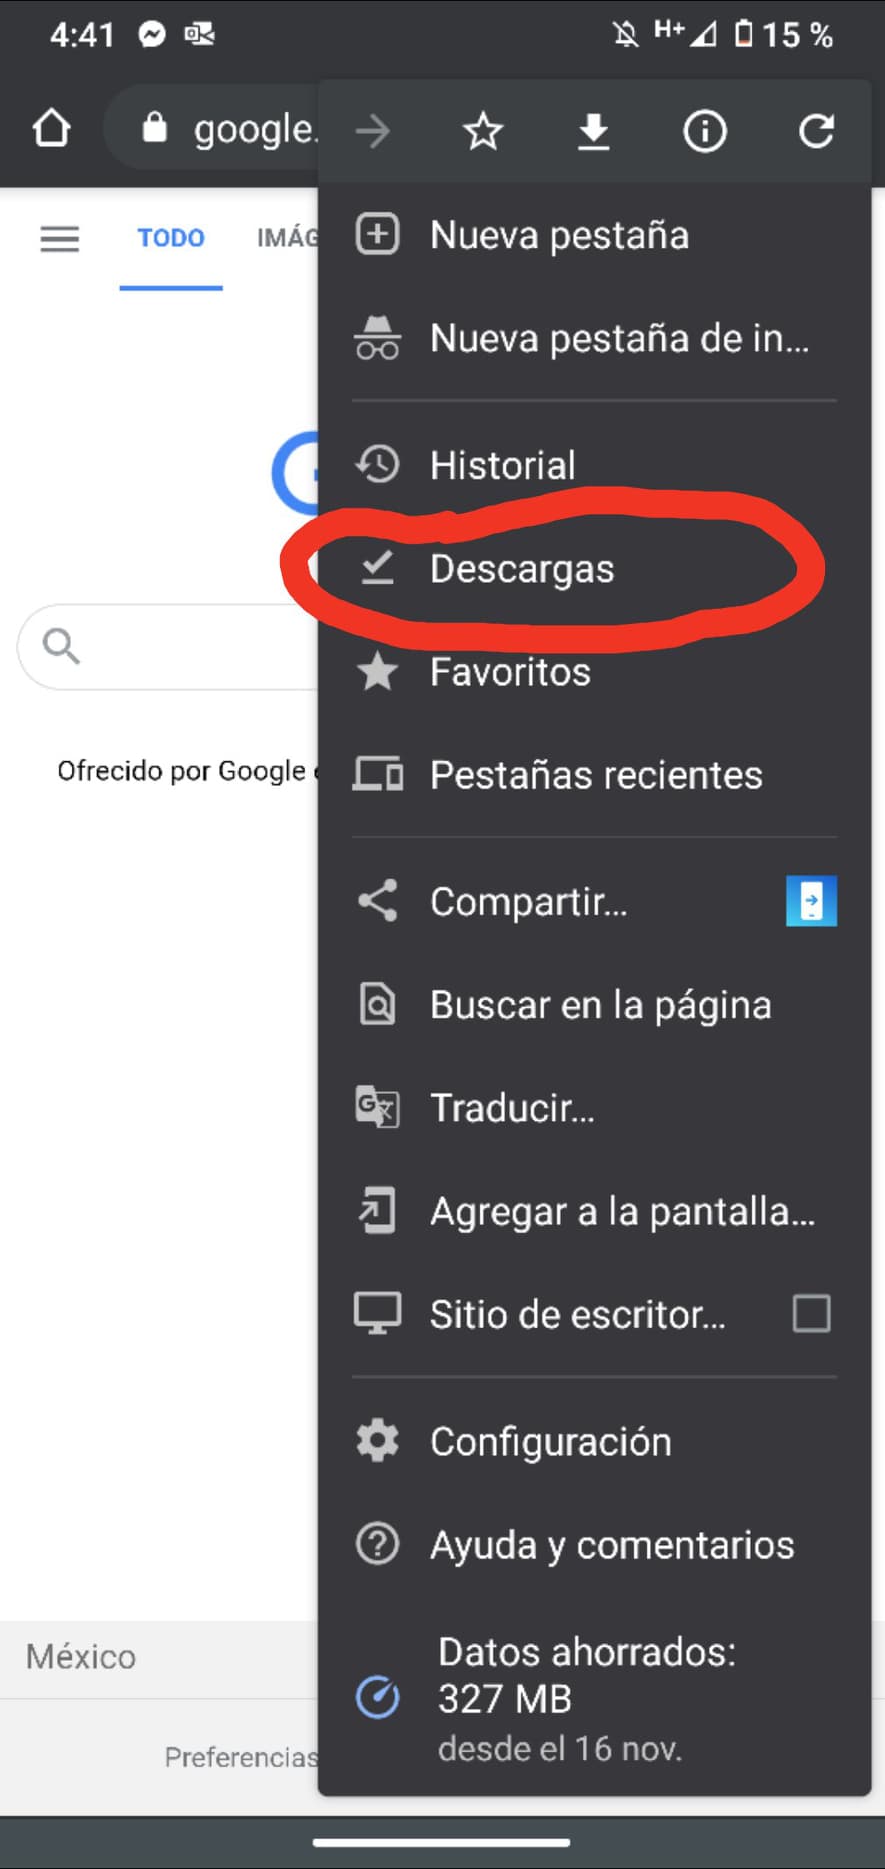 4:41
H+ 15 %
google.
Nueva pestaña
TODO
IMÁG
Nueva pestaña de in...
Historial
Descargas
Favoritos
Ofrecido por Google
Pestañas recientes
Compartir...
Buscar en la página
Traducir...
Agregar a la pantalla...
Sitio de escritor...
Configuración
Ayuda y comentarios
México
Datos ahorrados:
327 MB
desde el 16 nov.
Preferencias